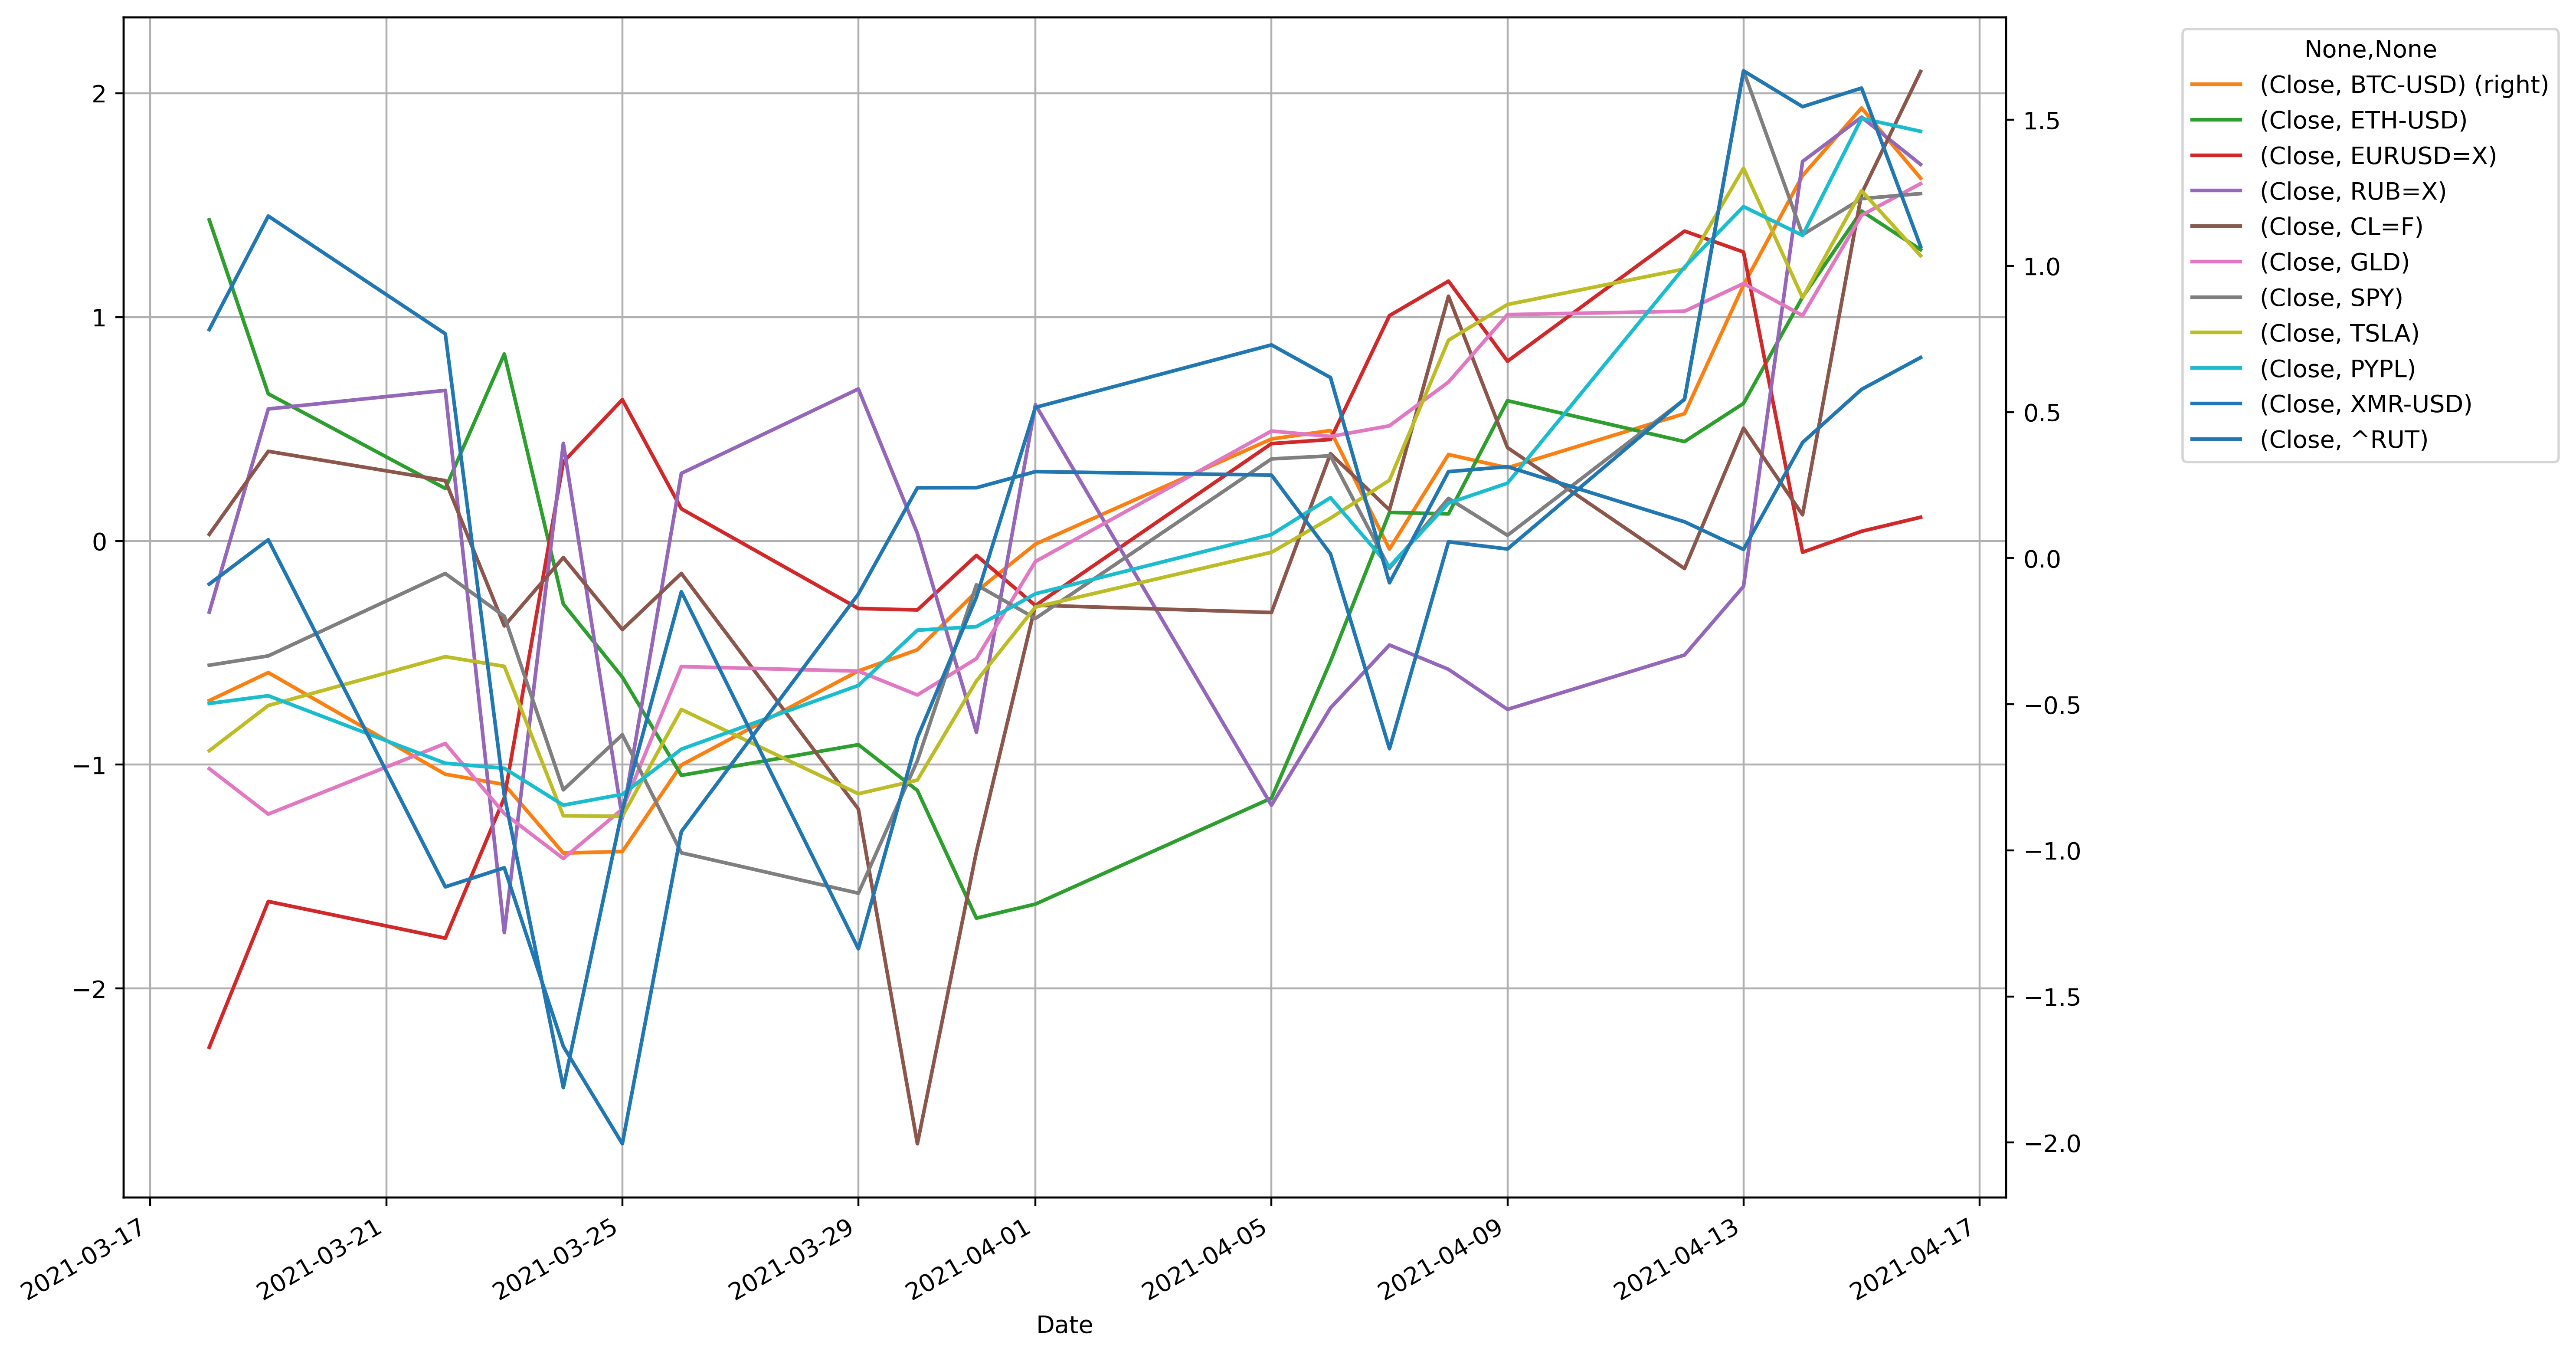 None,None
(Close, BTC-USD) (right)
(Close, ETH-USD)
(Close, EURUSD=X)
(Close, RUB=X)
(Close, CL=F)
(Close, GLD)
(Close, SPY)
(Close, TSLA)
(Close, PYPL)
(Close, XMR-USD)
(Close, ^RUT)
2
1
0
−1
−2
1.5
1.0
0.5
0.0
−0.5
−1.0
−1.5
−2.0
2021-03-17
2021-03-21
2021-03-25
2021-03-29
2021-04-01
2021-04-05
2021-04-09
2021-04-13
2021-04-17
Date